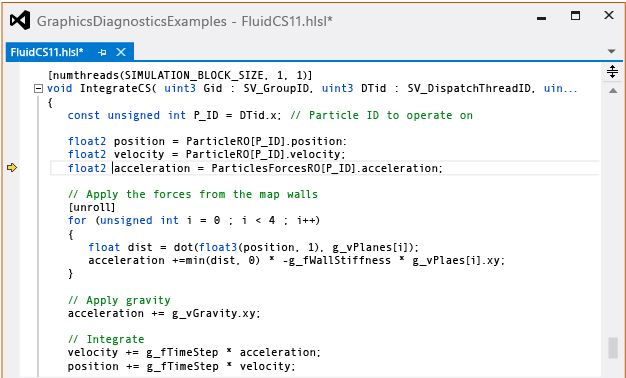 GraphicsDiagnosticsExamples - FluidCS11.hlsl*
FluidCS11.hlsl*
[numthreads(SIMULATION_BLOCK_SIZE, 1, 1)]
void IntegrateCS( uint3 Gid : SV_GroupID, uint3 DTid : SV_DispatchThreadID, uin...
{
const unsigned int P_ID = DTid.x; // Particle ID to operate on
float2 position = ParticleRO[P_ID].position:
float2 velocity = ParticleRO[P_ID].velocity;
float2 acceleration = ParticlesForcesRO[P_ID].acceleration;
// Apply the forces from the map walls
[unroll]
for (unsigned int i = 0 ; i < 4 ; i++)
{
float dist = dot(float3(position, 1), g_vPlanes[i]);
acceleration +=min(dist, 0) * -g_fWallStiffness * g_vPlaes[i].xy;
}
// Apply gravity
acceleration += g_vGravity.xy;
// Integrate
velocity += g_fTimeStep * acceleration;
position += g_fTimeStep * velocity;